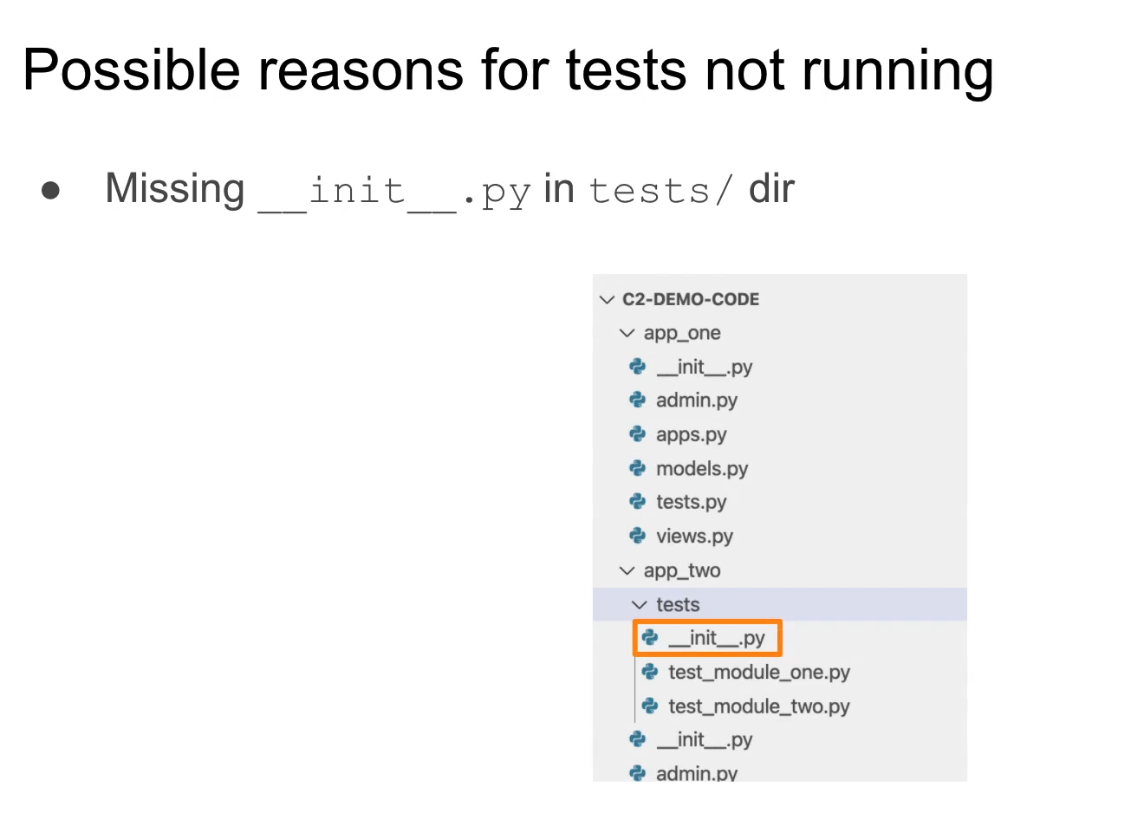 Possible reasons for tests not running
● Missing __init__.py in tests/ dir
C2-DEMO-CODE
app_one
__init__.py
admin.py
apps.py
models.py
tests.py
views.py
app_two
tests
__init__.py
test_module_one.py
test_module_two.py
__init__.py
admin.py